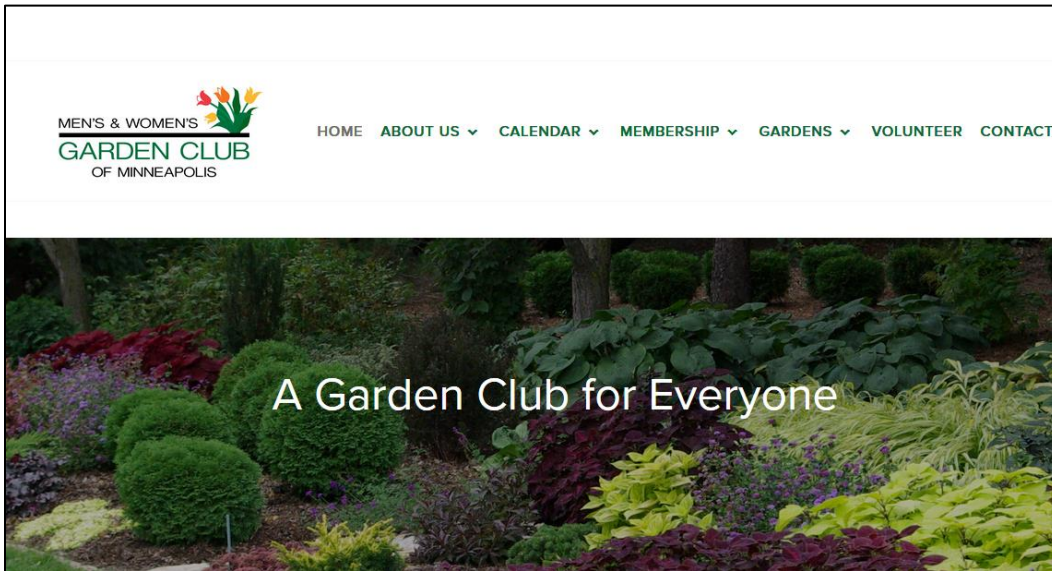 MEN'S & WOMEN'S
GARDEN CLUB
OF MINNEAPOLIS
HOME ABOUT US CALENDAR MEMBERSHIP GARDENS VOLUNTEER CONTACT
A Garden Club for Everyone